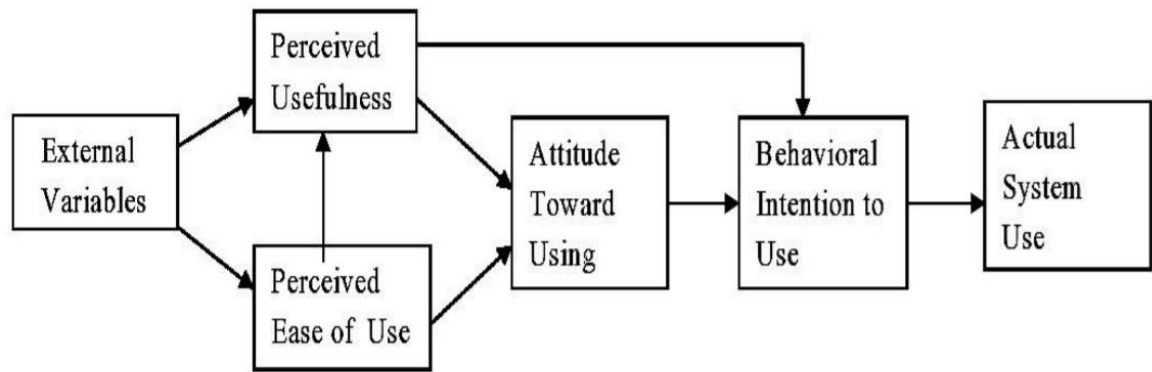 External
Variables
Perceived
Usefulness
Perceived
Ease of Use
Attitude
Toward
Using
Behavioral
Intention to
Use
Actual
System
Use